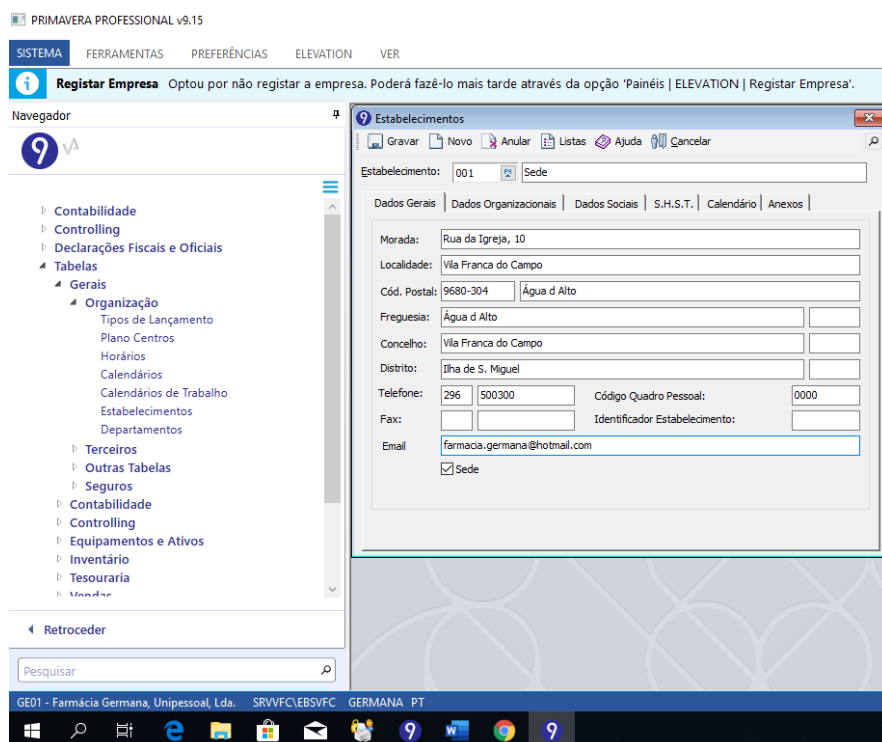 PRIMAVERA PROFESSIONAL v9.15
SISTEMA FERRAMENTAS PREFERÊNCIAS ELEVATION VER
Registar Empresa Optou por não registar a empresa. Poderá fazê-lo mais tarde através da opção 'Painéis | ELEVATION | Registar Empresa'.
Navegador
9
Contabilidade
Controlling
Declarações Fiscais e Oficiais
Tabelas
Gerais
Organização
Tipos de Lançamento
Plano Centros
Horários
Calendários
Calendários de Trabalho
Estabelecimentos
Departamentos
Terceiros
Outras Tabelas
Seguros
Contabilidade
Controlling
Equipamentos e Ativos
Inventário
Tesouraria
Vendas
Retroceder
Pesquisar
9 Estabelecimentos
Gravar Novo Anular Listas Ajuda Cancelar
Estabelecimento: 001 Sede
Dados Gerais Dados Organizacionais Dados Sociais S.H.S.T. Calendário Anexos
Morada: Rua da Igreja, 10
Localidade: Vila Franca do Campo
Cód. Postal: 9680-304 Água d Alto
Freguesia: Água d Alto
Concelho: Vila Franca do Campo
Distrito: Ilha de S. Miguel
Telefone: 296 500300 Código Quadro Pessoal: 0000
Fax: Identificador Estabelecimento:
Email farmacia.germana@hotmail.com
Sede
GE01 - Farmácia Germana, Unipessoal, Lda. SRVVFC\EBSVFC GERMANA PT
9 9